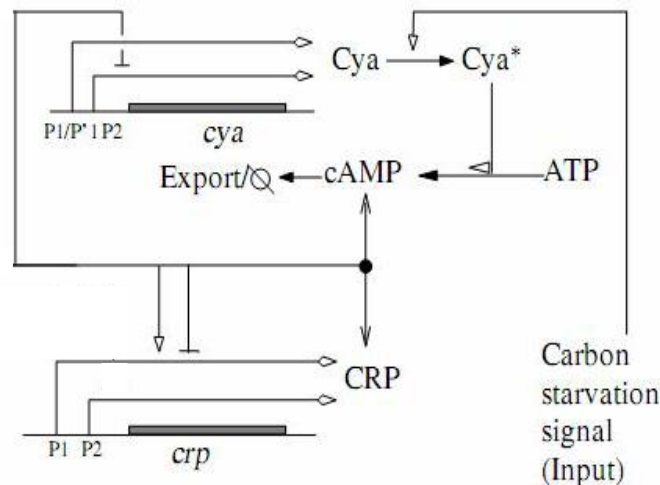 Cya
Cya*
P1/P'1 P2
cya
Export/
cAMP
ATP
CRP
P1
P2
crp
Carbon
starvation
signal
(Input)